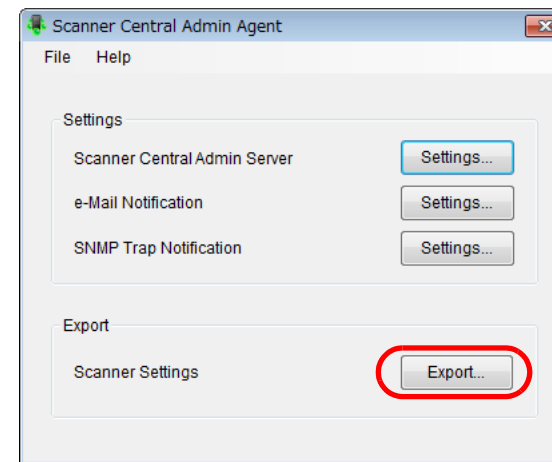 Scanner Central Admin Agent
File Help
Settings
Scanner Central Admin Server Settings...
e-Mail Notification Settings...
SNMP Trap Notification Settings...
Export
Scanner Settings Export...